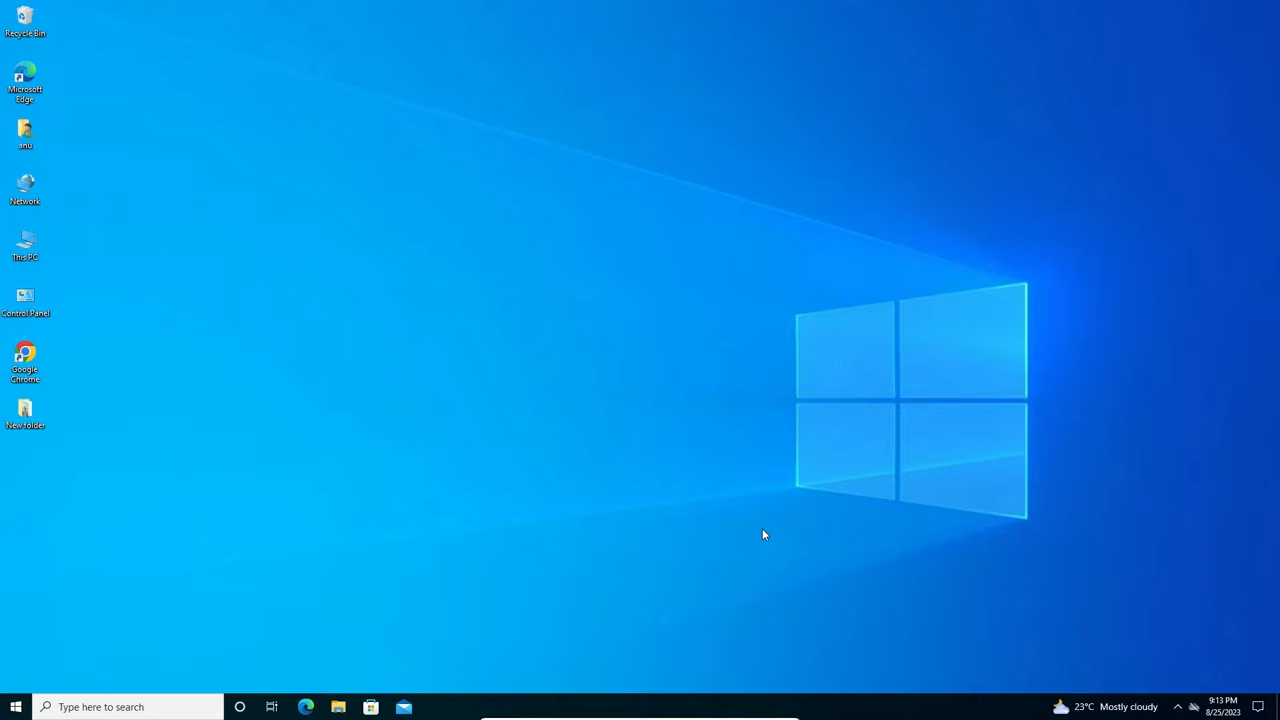 Recycle Bin
Microsoft
Edge
anu
Network
This PC
Control Panel
Google
Chrome
New folder
Type here to search
23°C Mostly cloudy
9:13 PM
8/25/2023